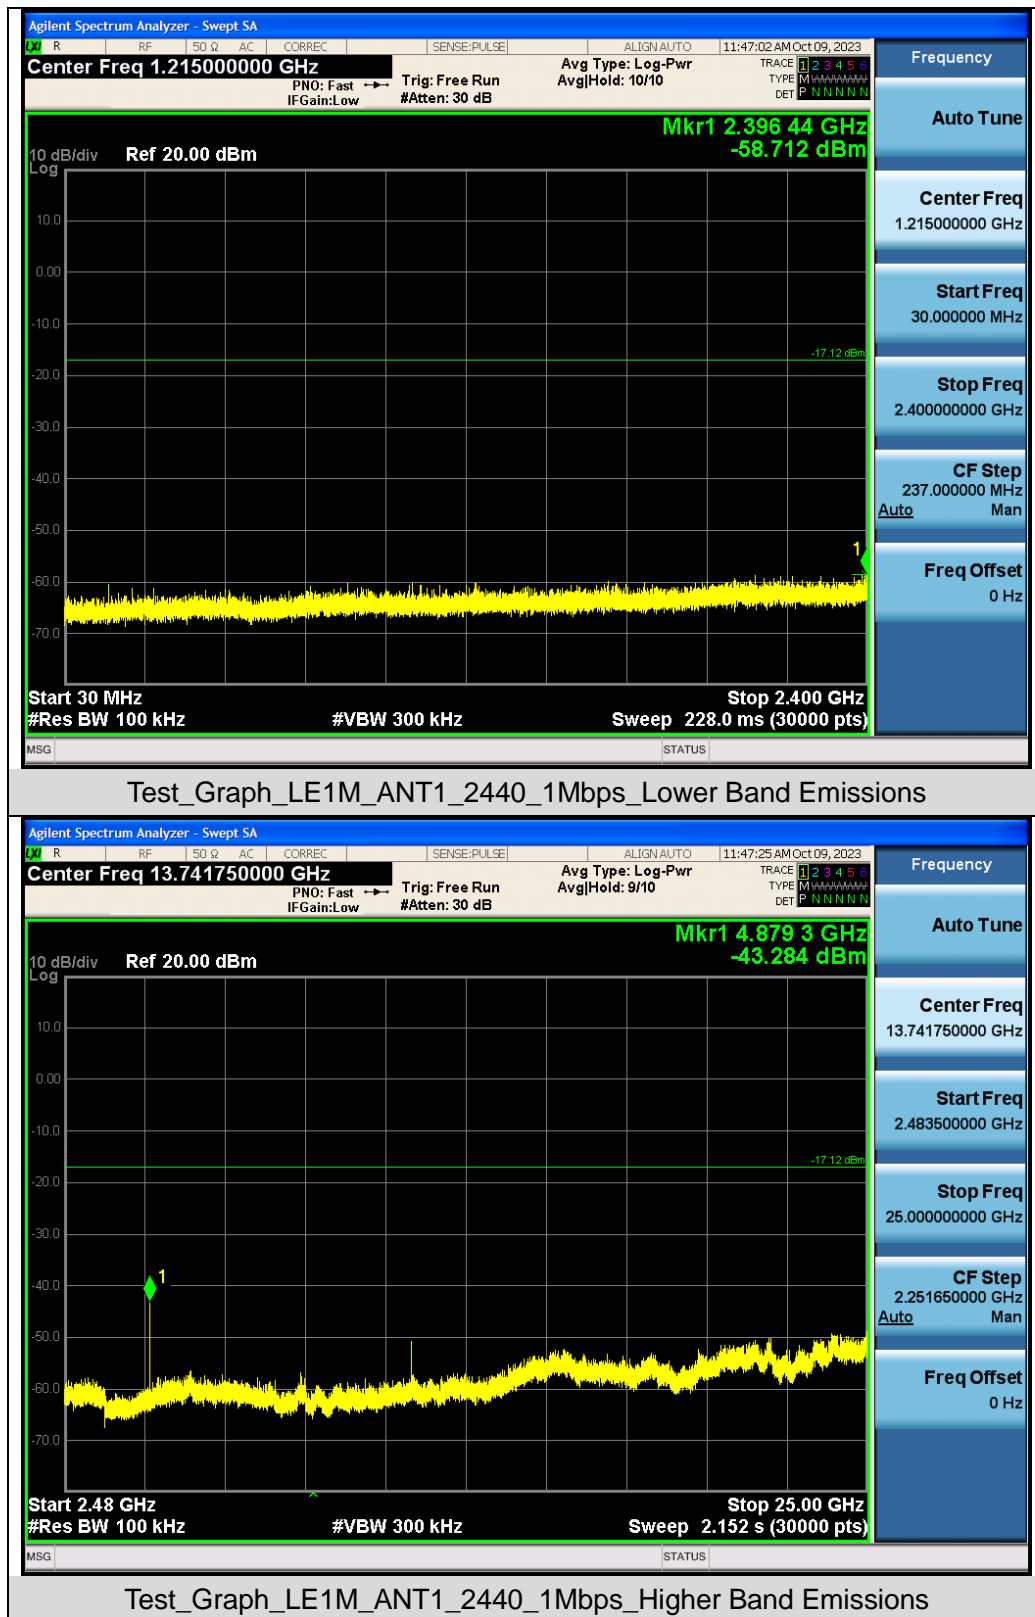 Agilent Spectrum Analyzer - Swept SA
LXI R RF 50 Ω AC CORREC SENSE:PULSE ALIGN AUTO 11:47:02 AM Oct 09, 2023
Center Freq 1.215000000 GHz
PNO: Fast
IFGain:Low
Trig: Free Run
#Atten: 30 dB
Avg Type: Log-Pwr
Avg|Hold: 10/10
TRACE 1 2 3 4 5 6
TYPE M
DET P N N N N N
Mkr1 2.396 44 GHz
-58.712 dBm
10 dB/div Ref 20.00 dBm
Log
10.0
0.00
-10.0
-17.12 dBm
-20.0
-30.0
-40.0
-50.0
1
-60.0
-70.0
Start 30 MHz Stop 2.400 GHz
#Res BW 100 kHz #VBW 300 kHz Sweep 228.0 ms (30000 pts)
MSG STATUS
Frequency
Auto Tune
Center Freq
1.215000000 GHz
Start Freq
30.000000 MHz
Stop Freq
2.400000000 GHz
CF Step
237.000000 MHz
Auto Man
Freq Offset
0 Hz
Test_Graph_LE1M_ANT1_2440_1Mbps_Lower Band Emissions
Agilent Spectrum Analyzer - Swept SA
LXI R RF 50 Ω AC CORREC SENSE:PULSE ALIGN AUTO 11:47:25 AM Oct 09, 2023
Center Freq 13.741750000 GHz
PNO: Fast
IFGain:Low
Trig: Free Run
#Atten: 30 dB
Avg Type: Log-Pwr
Avg|Hold: 9/10
TRACE 1 2 3 4 5 6
TYPE M
DET P N N N N N
Mkr1 4.879 3 GHz
-43.284 dBm
10 dB/div Ref 20.00 dBm
Log
10.0
0.00
-10.0
-17.12 dBm
-20.0
-30.0
1
-40.0
-50.0
-60.0
-70.0
Start 2.48 GHz Stop 25.00 GHz
#Res BW 100 kHz #VBW 300 kHz Sweep 2.152 s (30000 pts)
MSG STATUS
Frequency
Auto Tune
Center Freq
13.741750000 GHz
Start Freq
2.483500000 GHz
Stop Freq
25.000000000 GHz
CF Step
2.251650000 GHz
Auto Man
Freq Offset
0 Hz
Test_Graph_LE1M_ANT1_2440_1Mbps_Higher Band Emissions